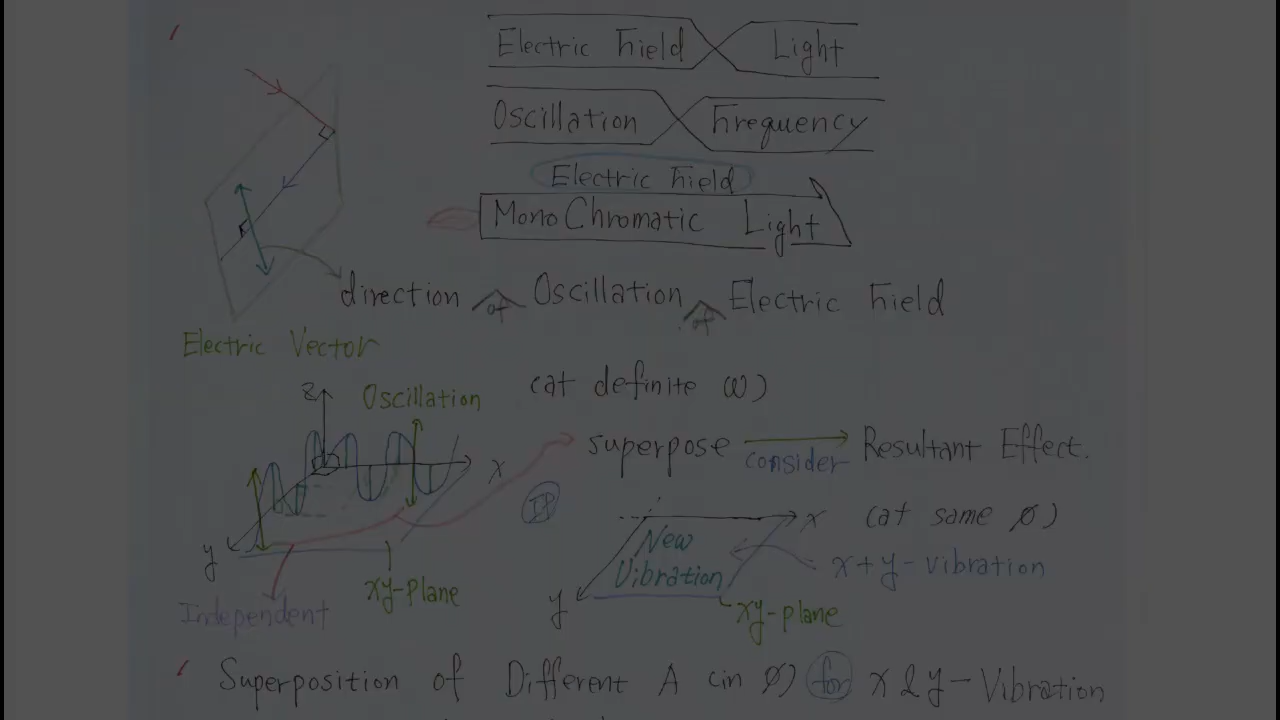 Electric Field Light
Oscillation Frequency
Electric Field
MonoChromatic Light
direction of Oscillation of Electric Field
Electric Vector
z
Oscillation
(at definite ω)
x
superpose consider Resultant Effect.
If
x (at same ø)
New
Vibration
x+y-vibration
y
xy-plane
y
xy-plane
Independent
Superposition of Different A (in ø) for x & y-Vibration